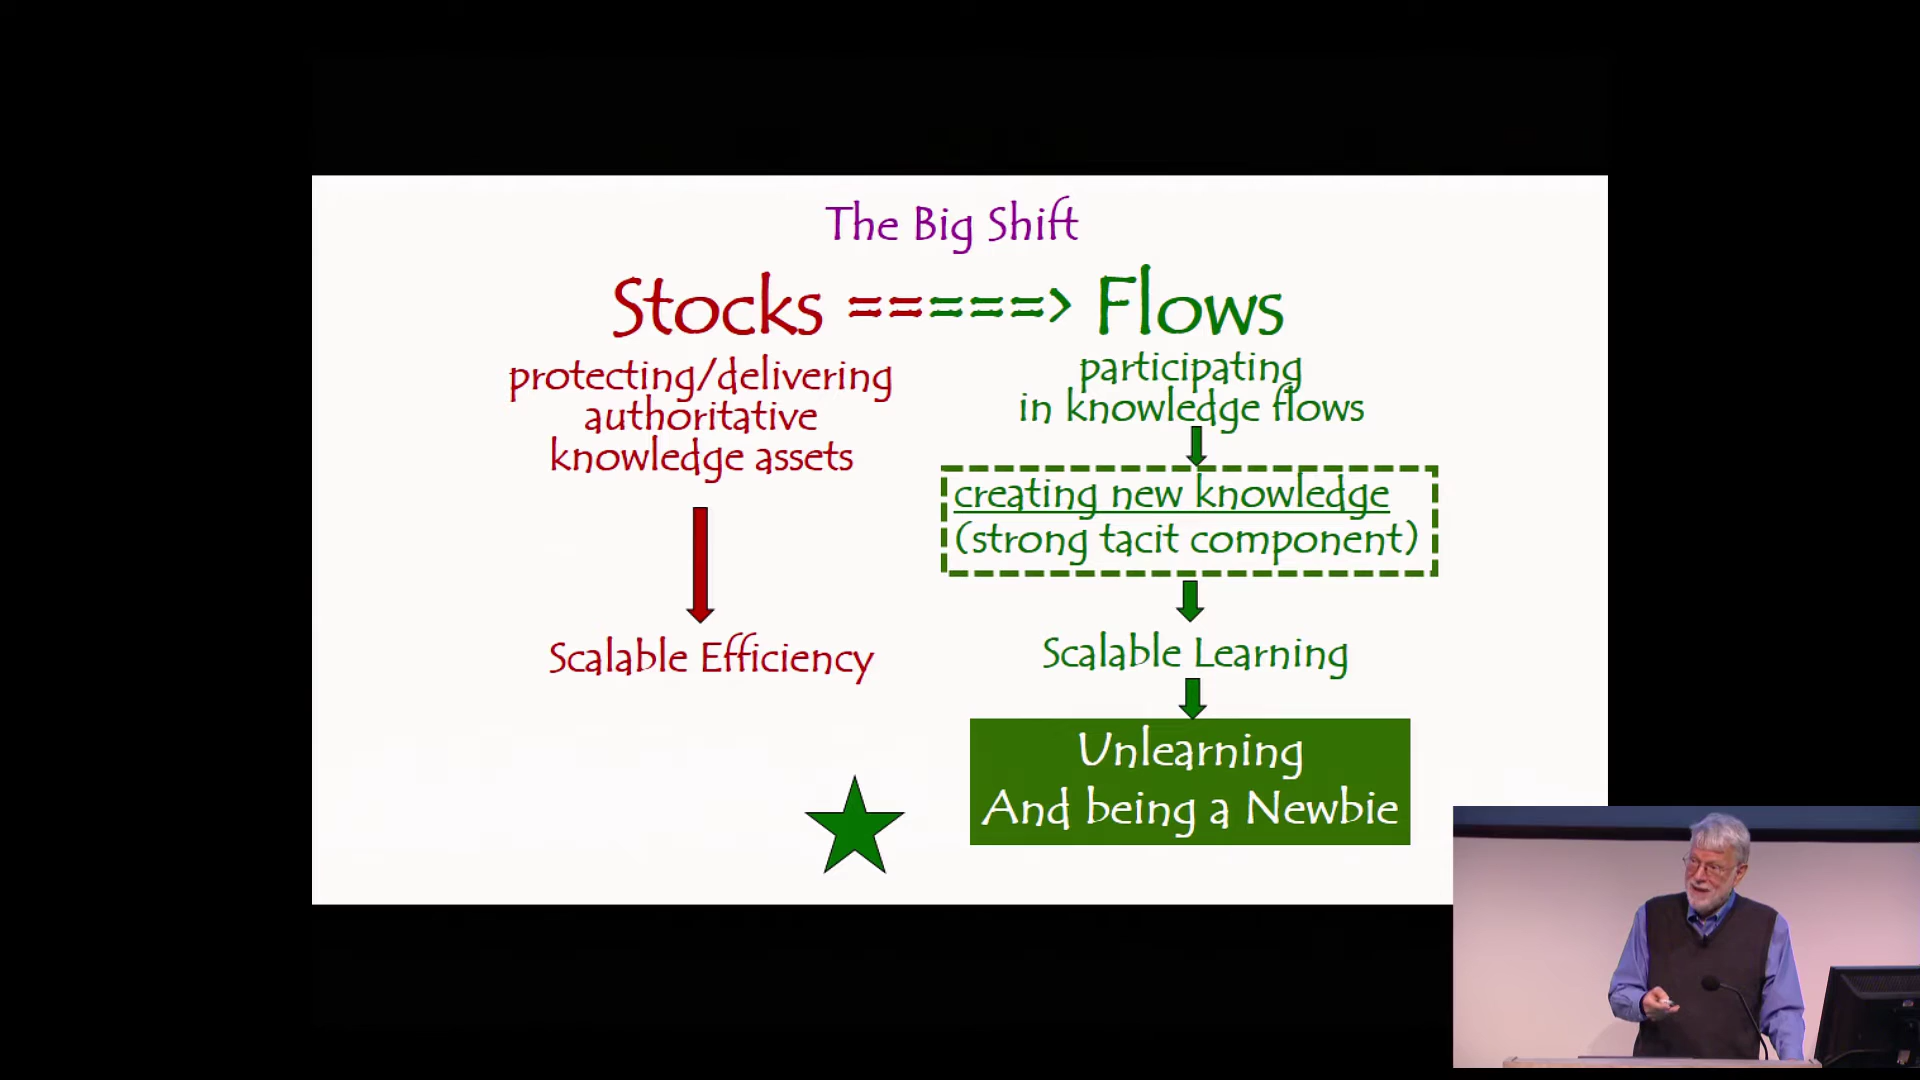 The Big Shift
Stocks =====> Flows
protecting/delivering
authoritative
knowledge assets
Scalable Efficiency
participating
in knowledge flows
creating new knowledge
(strong tacit component)
Scalable Learning
Unlearning
And being a Newbie